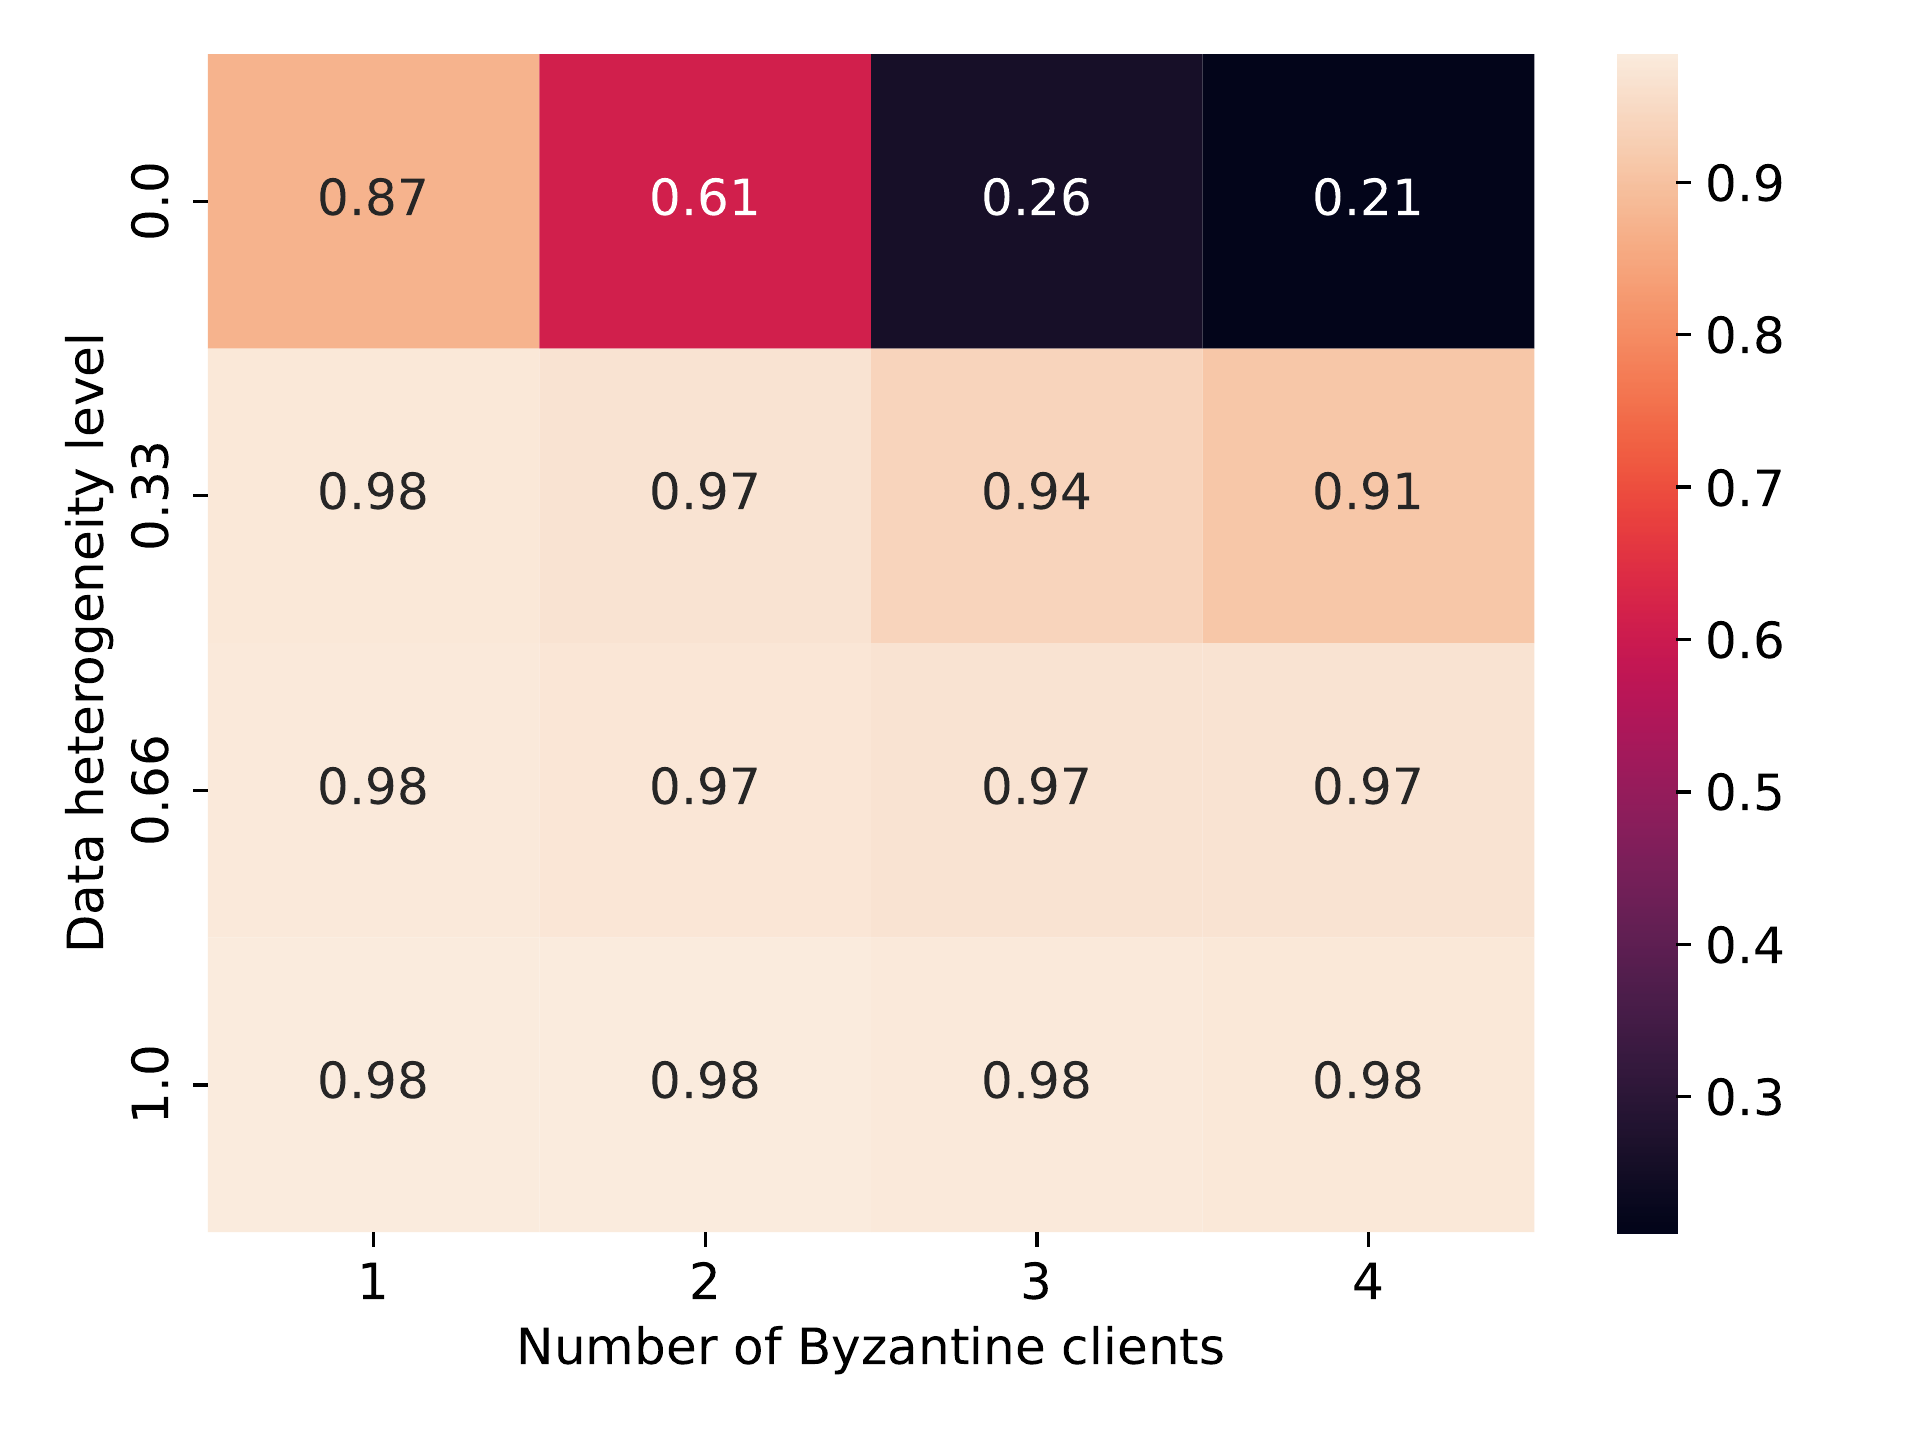 0.0 0.87 0.61 0.26 0.21
0.33 0.98 0.97 0.94 0.91
0.66 0.98 0.97 0.97 0.97
1.0 0.98 0.98 0.98 0.98
1 2 3 4
Number of Byzantine clients
Data heterogeneity level
0.9
0.8
0.7
0.6
0.5
0.4
0.3